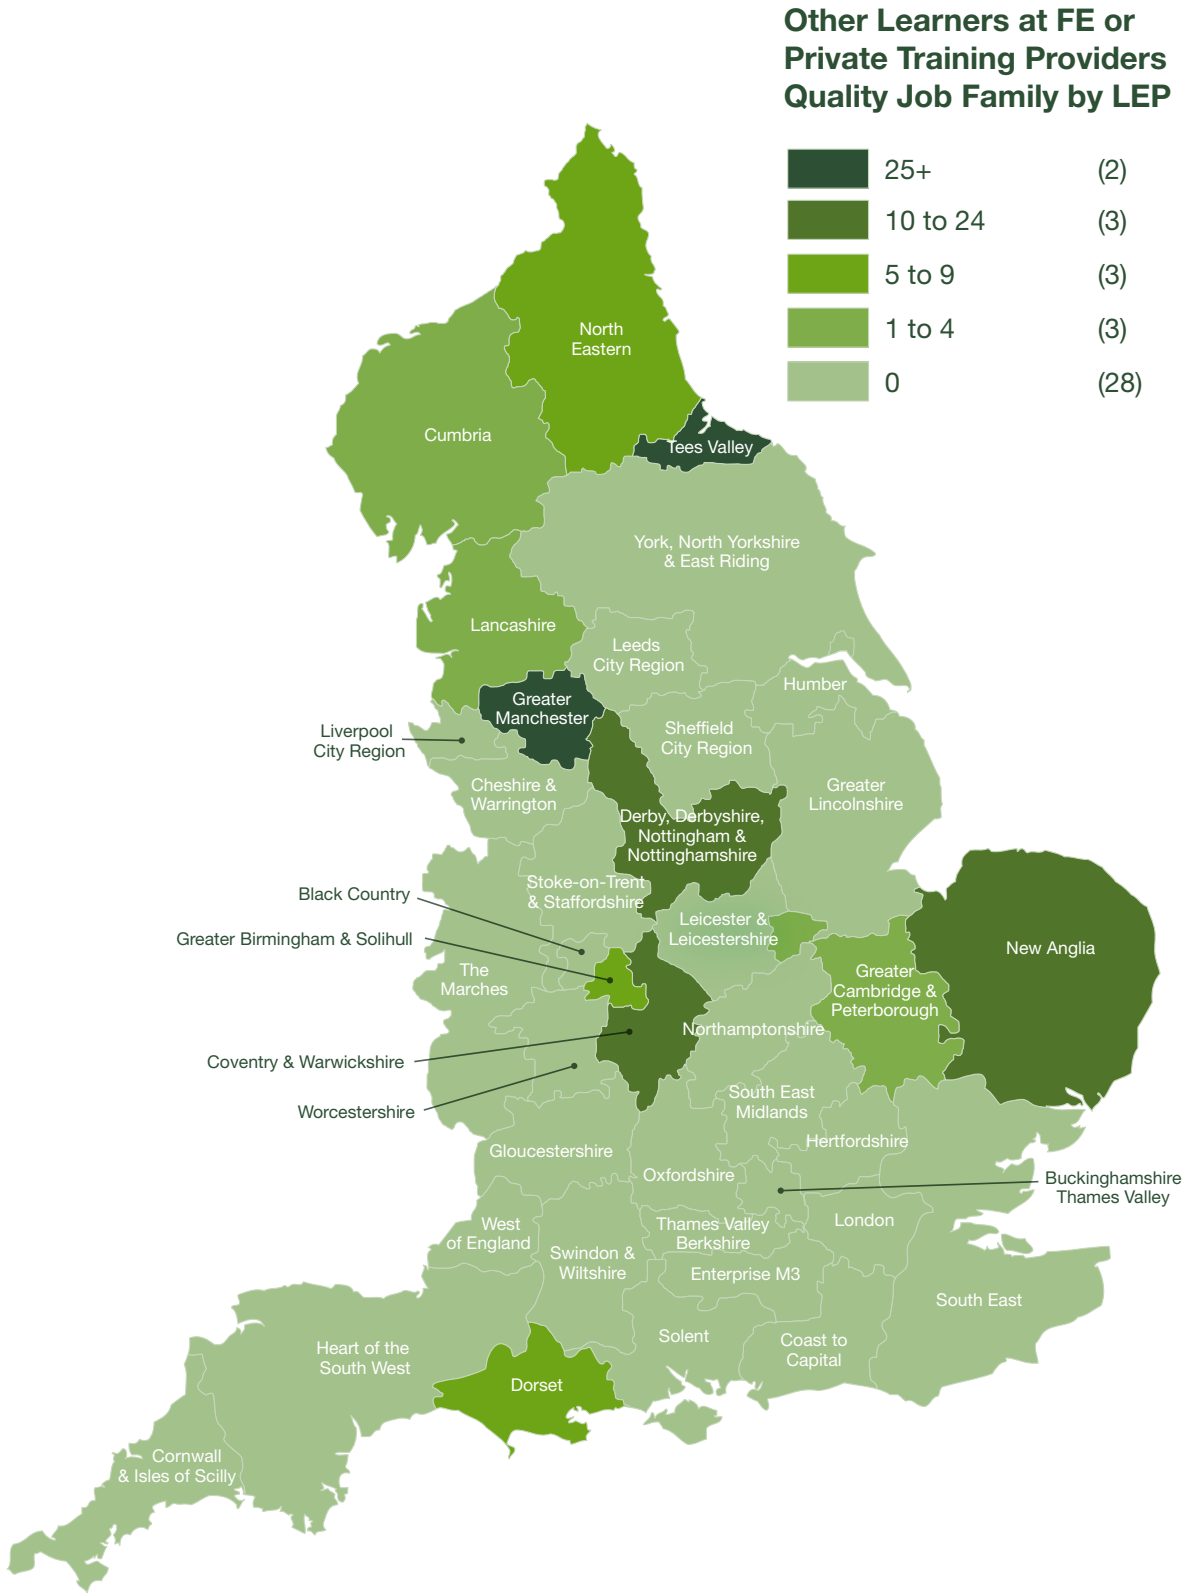 Other Learners at FE or
Private Training Providers
Quality Job Family by LEP
25+ (2)
10 to 24 (3)
5 to 9 (3)
1 to 4 (3)
0 (28)
North
Eastern
Cumbria
Tees Valley
York, North Yorkshire
& East Riding
Lancashire
Leeds
City Region
Humber
Greater
Manchester
Liverpool
City Region
Sheffield
City Region
Cheshire &
Warrington
Greater
Lincolnshire
Derby, Derbyshire,
Nottingham &
Nottinghamshire
Black Country
Stoke-on-Trent
& Staffordshire
Greater Birmingham & Solihull
Leicester &
Leicestershire
New Anglia
The
Marches
Greater
Cambridge &
Peterborough
Northamptonshire
Coventry & Warwickshire
Worcestershire
South East
Midlands
Hertfordshire
Gloucestershire
Oxfordshire
Buckinghamshire
Thames Valley
West
of England
Thames Valley
Berkshire
London
Swindon &
Wiltshire
Enterprise M3
South East
Heart of the
South West
Solent
Coast to
Capital
Dorset
Cornwall
& Isles of Scilly